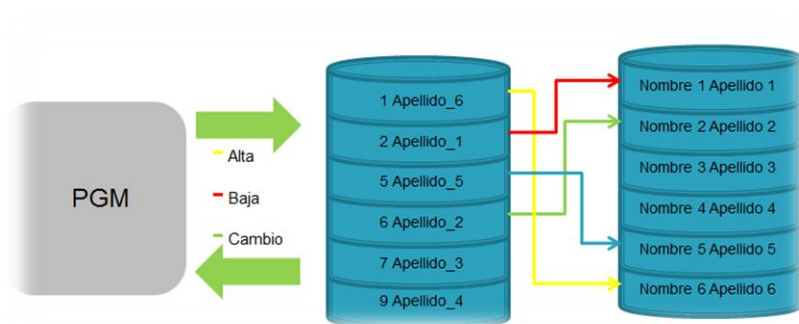 PGM
Alta
Baja
Cambio
1 Apellido_6
2 Apellido_1
5 Apellido_5
6 Apellido_2
7 Apellido_3
9 Apellido_4
Nombre 1 Apellido 1
Nombre 2 Apellido 2
Nombre 3 Apellido 3
Nombre 4 Apellido 4
Nombre 5 Apellido 5
Nombre 6 Apellido 6